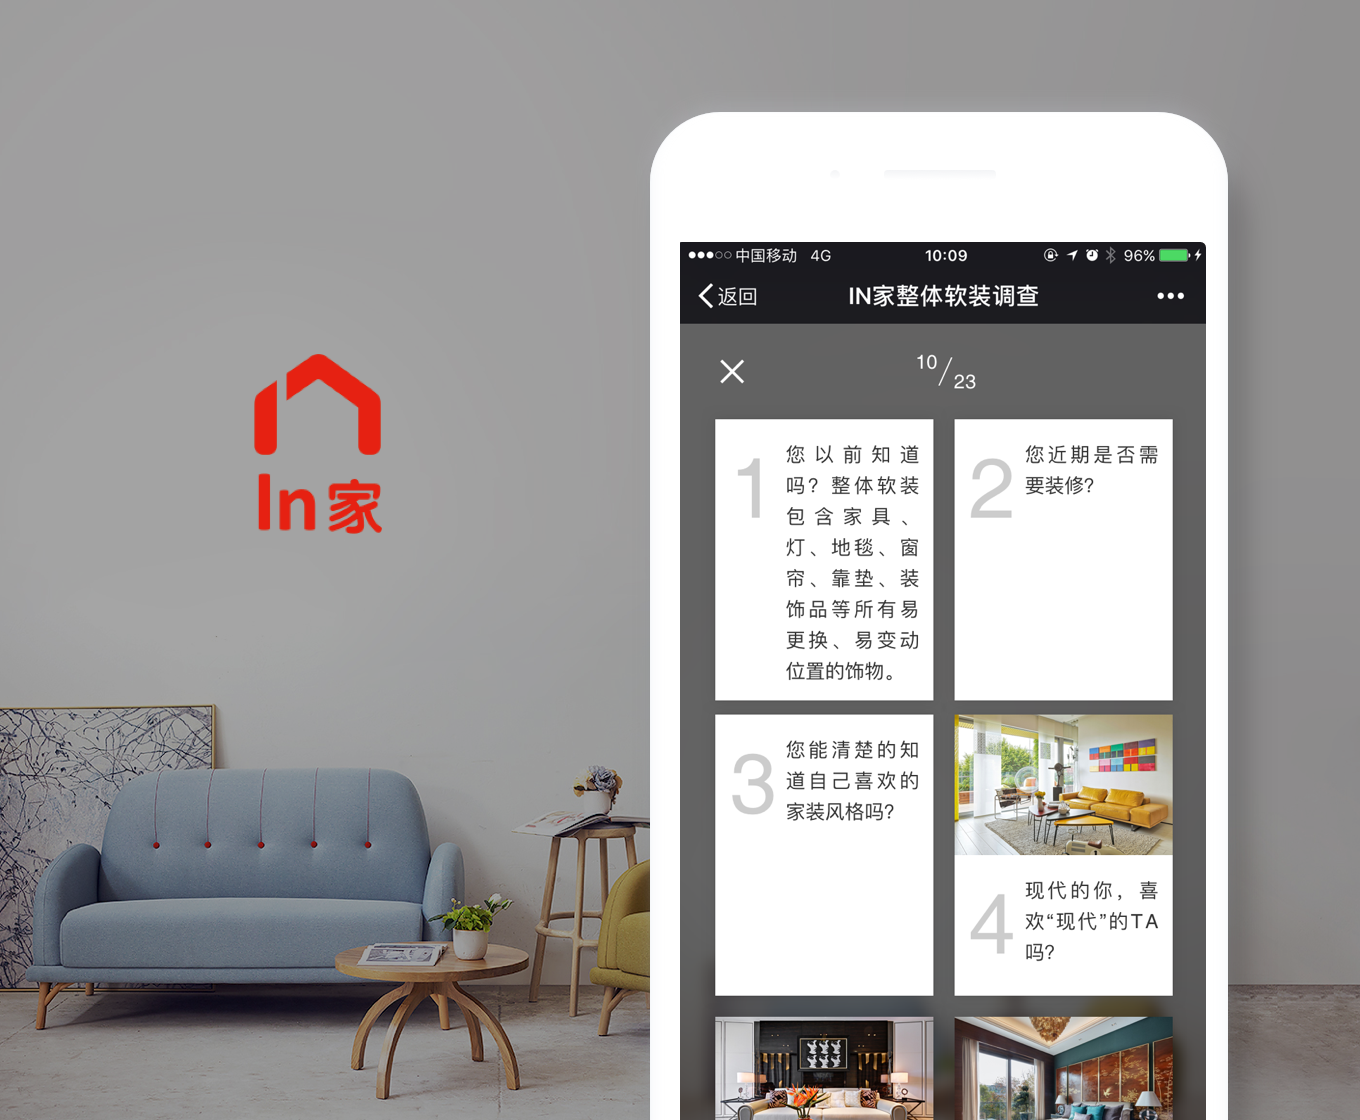 In家
中国移动 4G 10:09 96%
返回 IN家整体软装调查
10/23
1
您以前知道
吗？整体软装
包含家具、
灯、地毯、窗
帘、靠垫、装
饰品等所有易
更换、易变动
位置的饰物。
2
您近期是否需
要装修？
3
您能清楚的知
道自己喜欢的
家装风格吗？
4
现代的你，喜
欢“现代”的TA
吗？